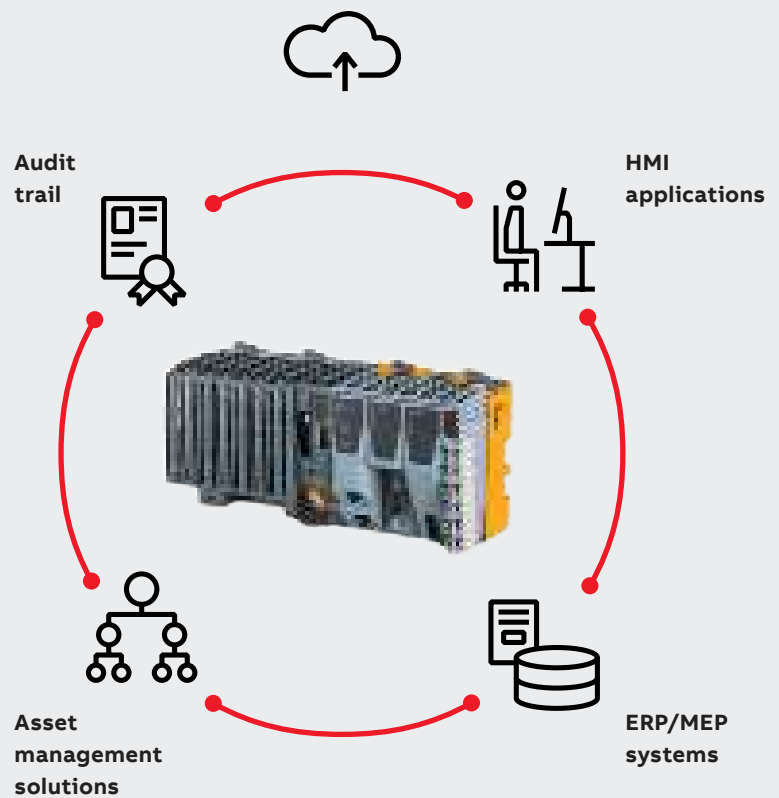 Audit
trail
HMI
applications
Asset
management
solutions
ERP/MEP
systems